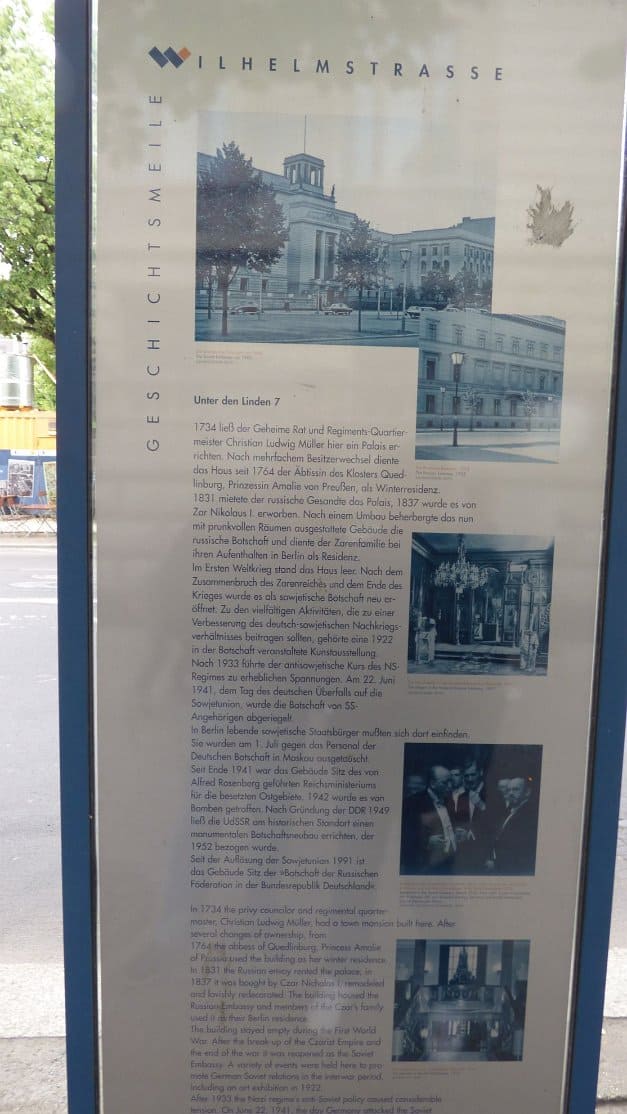 WILHELMSTRASSE
GESCHICHTSMEILE
Unter den Linden 7
1734 ließ der Geheime Rat und Regiments-Quartier-
meister Christian Ludwig Müller hier ein Palais er-
richten. Nach mehrfachem Besitzerwechsel diente
das Haus seit 1764 der Äbtissin des Klosters Qued-
linburg, Prinzessin Amalie von Preußen, als Winterresidenz.
1831 mietete der russische Gesandte das Palais, 1837 wurde es von
Zar Nikolaus I. erworben. Nach einem Umbau beherbergte das nun
mit prunkvollen Räumen ausgestattete Gebäude die
russische Botschaft und diente der Zarenfamilie bei
ihren Aufenthalten in Berlin als Residenz.
Im Ersten Weltkrieg stand das Haus leer. Nach dem
Zusammenbruch des Zarenreiches und dem Ende des
Krieges wurde es als sowjetische Botschaft neu er-
öffnet. Zu den vielfältigen Aktivitäten, die zu einer
Verbesserung des deutsch-sowjetischen Nachkriegs-
verhältnisses beitragen sollten, gehörte eine 1922
in der Botschaft veranstaltete Kunstausstellung.
Nach 1933 führte der antisowjetische Kurs des NS-
Regimes zu erheblichen Spannungen. Am 22. Juni
1941, dem Tag des deutschen Überfalls auf die
Sowjetunion, wurde die Botschaft von SS-
Angehörigen abgeriegelt.
In Berlin lebende sowjetische Staatsbürger mußten sich dort einfinden.
Sie wurden am 1. Juli gegen das Personal der
Deutschen Botschaft in Moskau ausgetauscht.
Seit Ende 1941 war das Gebäude Sitz des von
Alfred Rosenberg geführten Reichsministeriums
für die besetzten Ostgebiete. 1942 wurde es von
Bomben getroffen. Nach Gründung der DDR 1949
ließ die UdSSR am historischen Standort einen
monumentalen Botschaftsneubau errichten, der
1952 bezogen wurde.
Seit der Auflösung der Sowjetunion 1991 ist
das Gebäude Sitz der »Botschaft der Russischen
Föderation in der Bundesrepublik Deutschland«.
In 1734 the privy councilor and regimental quarter-
master, Christian Ludwig Müller, had a town mansion built here. After
several changes of ownership, from
1764 the abbess of Quedlinburg, Princess Amalie
of Prussia used the building as her winter residence.
In 1831 the Russian envoy rented the palace, in
1837 it was bought by Czar Nicholas I, remodeled
and lavishly redecorated. The building housed the
Russian Embassy and members of the Czar's family
used it as their Berlin residence.
The building stayed empty during the First World
War. After the break-up of the Czarist Empire and
the end of the war it was reopened as the Soviet
Embassy. A variety of events were held here to pro-
mote German-Soviet relations in the inter-war period,
including an art exhibition in 1922.
After 1933 the Nazi regime's anti-Soviet policy caused considerable
tension. On June 22, 1941, the day Germany attacked the Soviet